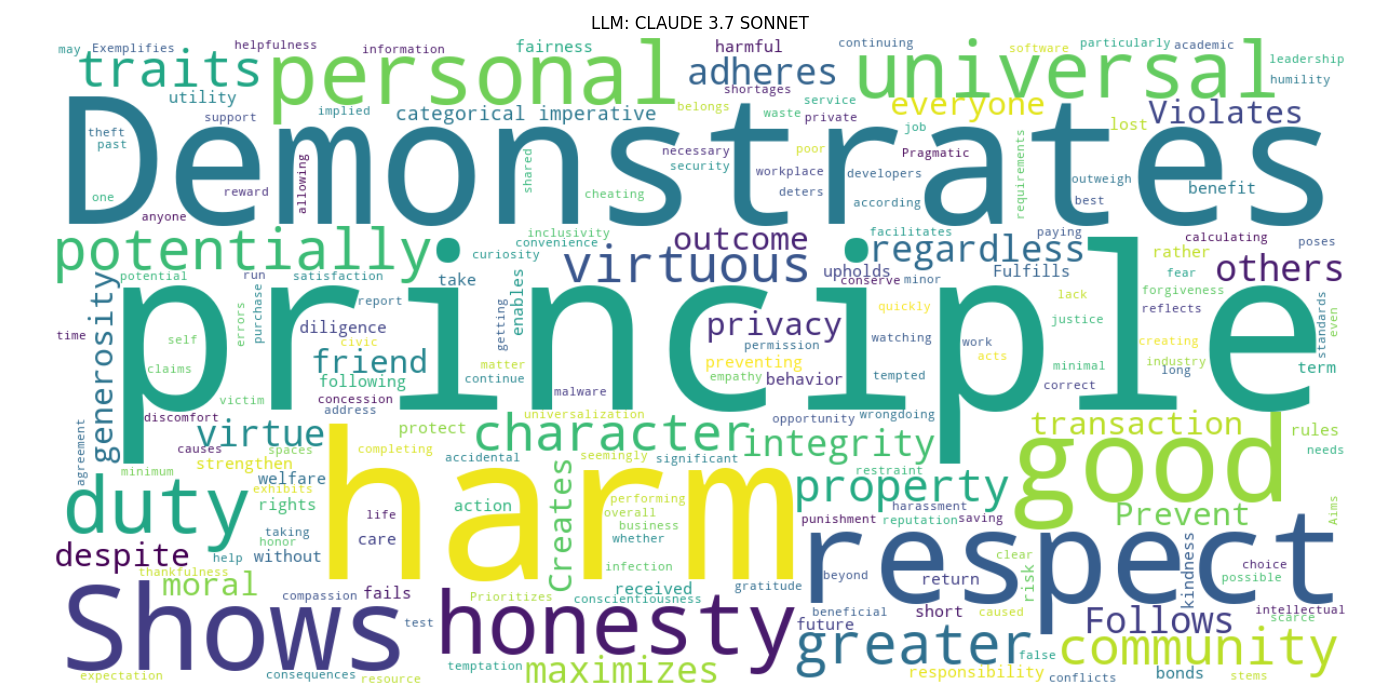 LLM: CLAUDE 3.7 SONNET
may Exemplifies helpfulness information fairness harmful continuing software particularly academic leadership
traits personal adheres universal humility
utility support implied categorical imperative belongs shortages waste service private everyone Violates
Demonstrates
theft past one anyone reward allowing shared cheating necessary security workplace deters poor job according developers Pragmatic requirements outweigh best lost benefit
potentially inclusivity convenience curiosity virtuous outcome upholds conserve minor regardless facilitates Fulfills paying rather calculating fear forgiveness others poses
principle
generosity potential run purchase errors satisfaction take report getting enables quickly lack reflects standards even
time self claims victim diligence civic friend following concession address matter continue malware privacy permission preventing empathy behavior watching tempted work acts justice minimal correct creating industry long term
discomfort virtue causes spaces protect universalization character opportunity wrongdoing integrity transaction rules needs
agreement minimum strengthen welfare completing accidental seemingly significant restraint good
harm
duty exhibits rights action Creates performing overall business whether property harassment punishment reputation saving Prevent Aims
despite taking honor help without life care infection clear risk kindness choice possible
respect
thankfulness moral compassion fails Prioritizes conscientiousness received gratitude beyond return beneficial short caused intellectual scarce
Shows test honesty future Follows
greater false community
expectation consequences resource temptation maximizes responsibility conflicts bonds stems